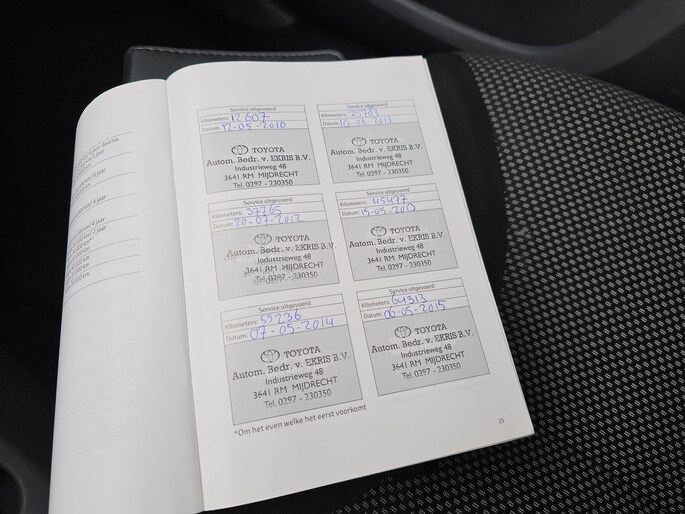 Service uitgevoerd
Kilometers: 12607
Datum: 12-05-2010
TOYOTA
Autom. Bedr. v. EKRIS B.V.
Industrieweg 48
3641 RM MIJDRECHT
Tel. 0297 - 230350
Service uitgevoerd
Kilometers:
Datum: 10-05-2011
TOYOTA
Autom. Bedr. v. EKRIS B.V.
Industrieweg 48
3641 RM MIJDRECHT
Tel. 0297 - 230350
Service uitgevoerd
Kilometers: 37265
Datum: 20-07-2012
TOYOTA
Autom. Bedr. v. EKRIS B.V.
Industrieweg 48
3641 RM MIJDRECHT
Tel. 0297 - 230350
Service uitgevoerd
Kilometers: 45477
Datum: 15-05-2013
TOYOTA
Autom. Bedr. v. EKRIS B.V.
Industrieweg 48
3641 RM MIJDRECHT
Tel. 0297 - 230350
Service uitgevoerd
Kilometers: 55236
Datum: 07-05-2014
TOYOTA
Autom. Bedr. v. EKRIS B.V.
Industrieweg 48
3641 RM MIJDRECHT
Tel. 0297 - 230350
Service uitgevoerd
Kilometers: 64313
Datum: 06-05-2015
TOYOTA
Autom. Bedr. v. EKRIS B.V.
Industrieweg 48
3641 RM MIJDRECHT
Tel. 0297 - 230350
*Om het even welke het eerst voorkomt
25